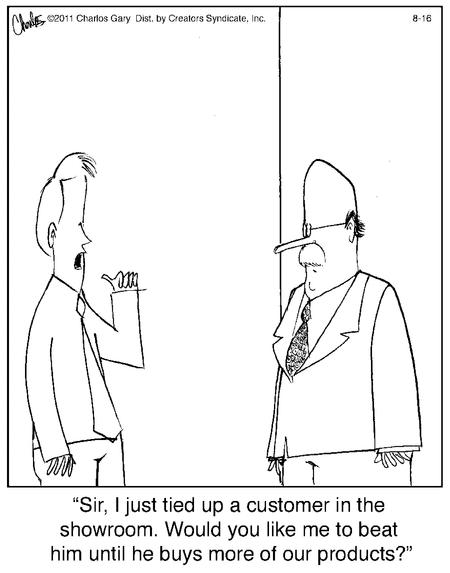 Charlos ©2011 Charlos Gary Dist. by Creators Syndicate, Inc. 8-16
“Sir, I just tied up a customer in the
showroom. Would you like me to beat
him until he buys more of our products?”